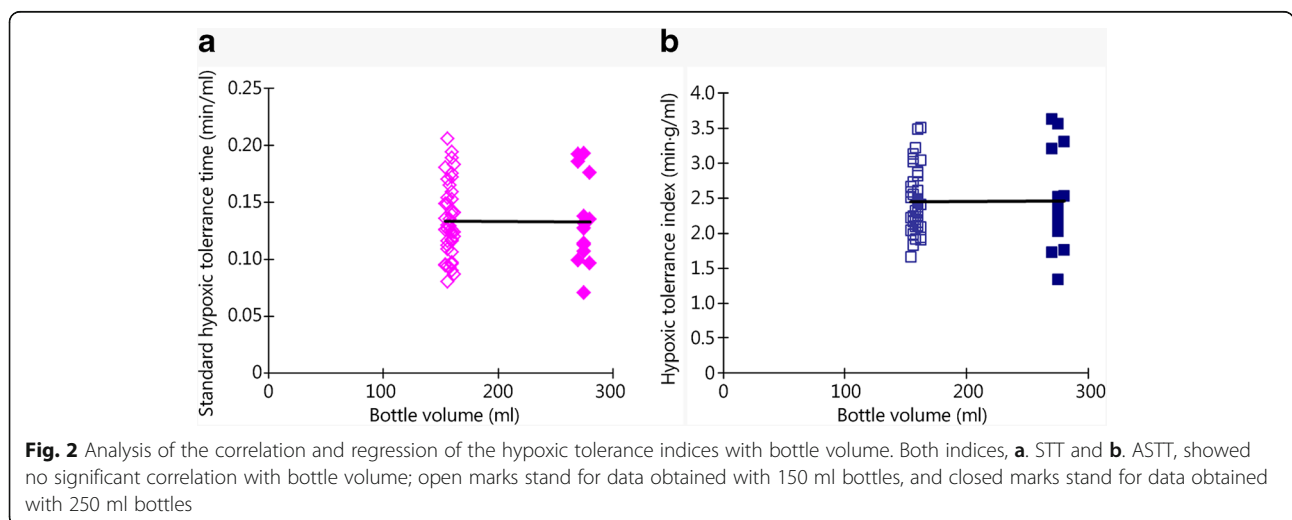 a
b
Standard hypoxic tolerrance time (min/ml)
0.25
0.20
0.15
0.10
0.05
0
0
100
200
300
Bottle volume (ml)
Hypoxic tolerrance index (min·g/ml)
4.0
3.5
3.0
2.5
2.0
1.5
1.0
0.5
0
0
100
200
300
Bottle volume (ml)
Fig. 2 Analysis of the correlation and regression of the hypoxic tolerance indices with bottle volume. Both indices, a. STT and b. ASTT, showed
no significant correlation with bottle volume; open marks stand for data obtained with 150 ml bottles, and closed marks stand for data obtained
with 250 ml bottles